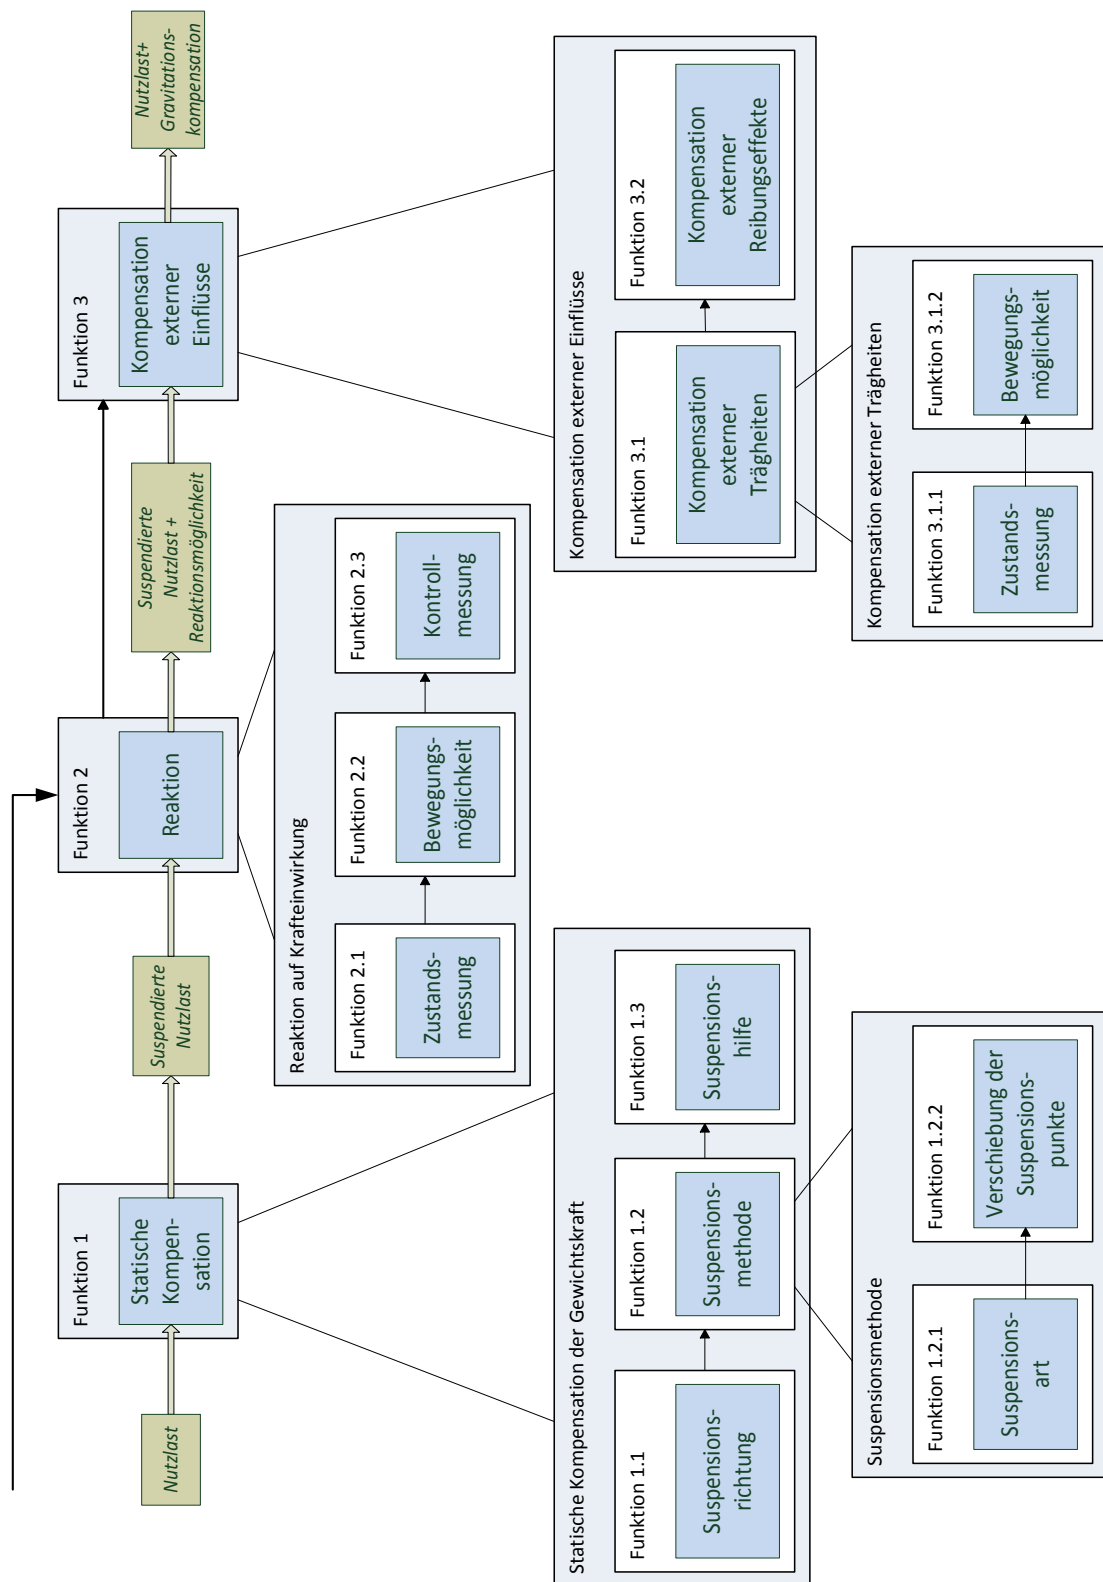 Nutzlast
Funktion 1
Statische
Kompen-
sation
Suspendierte
Nutzlast
Funktion 2
Reaktion
Suspendierte
Nutzlast +
Reaktionsmöglichkeit
Funktion 3
Kompensation
externer
Einflüsse
Nutzlast+
Gravitations-
kompensation
Reaktion auf Krafteinwirkung
Funktion 2.1
Zustands-
messung
Funktion 2.2
Bewegungs-
möglichkeit
Funktion 2.3
Kontroll-
messung
Statische Kompensation der Gewichtskraft
Funktion 1.1
Suspensions-
richtung
Funktion 1.2
Suspensions-
methode
Funktion 1.3
Suspensions-
hilfe
Kompensation externer Einflüsse
Funktion 3.1
Kompensation
externer
Trägheiten
Funktion 3.2
Kompensation
externer
Reibungseffekte
Suspensionsmethode
Funktion 1.2.1
Suspensions-
art
Funktion 1.2.2
Verschiebung der
Suspensions-
punkte
Kompensation externer Trägheiten
Funktion 3.1.1
Zustands-
messung
Funktion 3.1.2
Bewegungs-
möglichkeit